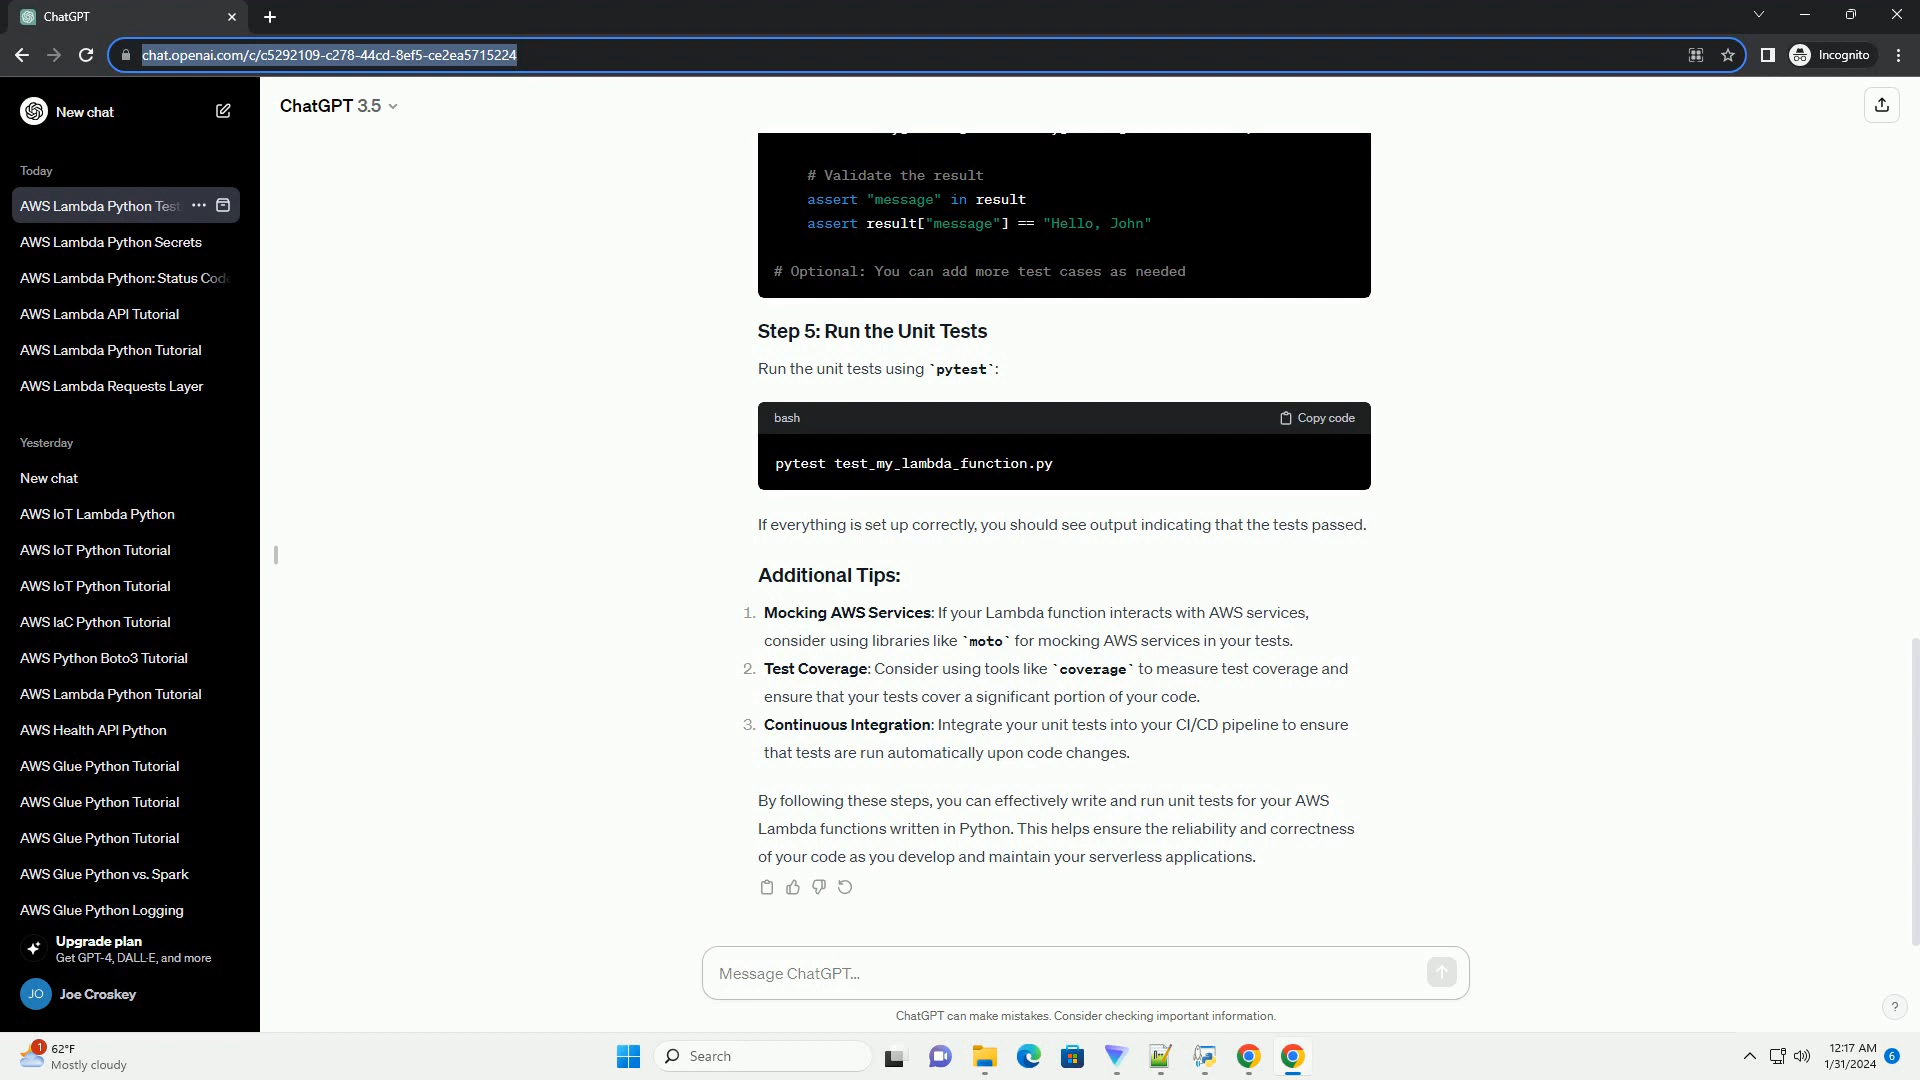 ChatGPT
chat.openai.com/c/c5292109-c278-44cd-8ef5-ce2ea5715224
Incognito
New chat
Today
AWS Lambda Python Test
AWS Lambda Python Secrets
AWS Lambda Python: Status Code
AWS Lambda API Tutorial
AWS Lambda Python Tutorial
AWS Lambda Requests Layer
Yesterday
New chat
AWS IoT Lambda Python
AWS IoT Python Tutorial
AWS IoT Python Tutorial
AWS IaC Python Tutorial
AWS Python Boto3 Tutorial
AWS Lambda Python Tutorial
AWS Health API Python
AWS Glue Python Tutorial
AWS Glue Python Tutorial
AWS Glue Python Tutorial
AWS Glue Python vs. Spark
AWS Glue Python Logging
Upgrade plan
Get GPT-4, DALL·E, and more
JO
Joe Croskey
ChatGPT 3.5
# Validate the result
assert "message" in result
assert result["message"] == "Hello, John"
# Optional: You can add more test cases as needed
Step 5: Run the Unit Tests
Run the unit tests using `pytest`:
bash
Copy code
pytest test_my_lambda_function.py
If everything is set up correctly, you should see output indicating that the tests passed.
Additional Tips:
1. Mocking AWS Services: If your Lambda function interacts with AWS services,
consider using libraries like `moto` for mocking AWS services in your tests.
2. Test Coverage: Consider using tools like `coverage` to measure test coverage and
ensure that your tests cover a significant portion of your code.
3. Continuous Integration: Integrate your unit tests into your CI/CD pipeline to ensure
that tests are run automatically upon code changes.
By following these steps, you can effectively write and run unit tests for your AWS
Lambda functions written in Python. This helps ensure the reliability and correctness
of your code as you develop and maintain your serverless applications.
Message ChatGPT...
ChatGPT can make mistakes. Consider checking important information.
?
1
62°F
Mostly cloudy
Search
12:17 AM
1/31/2024
6